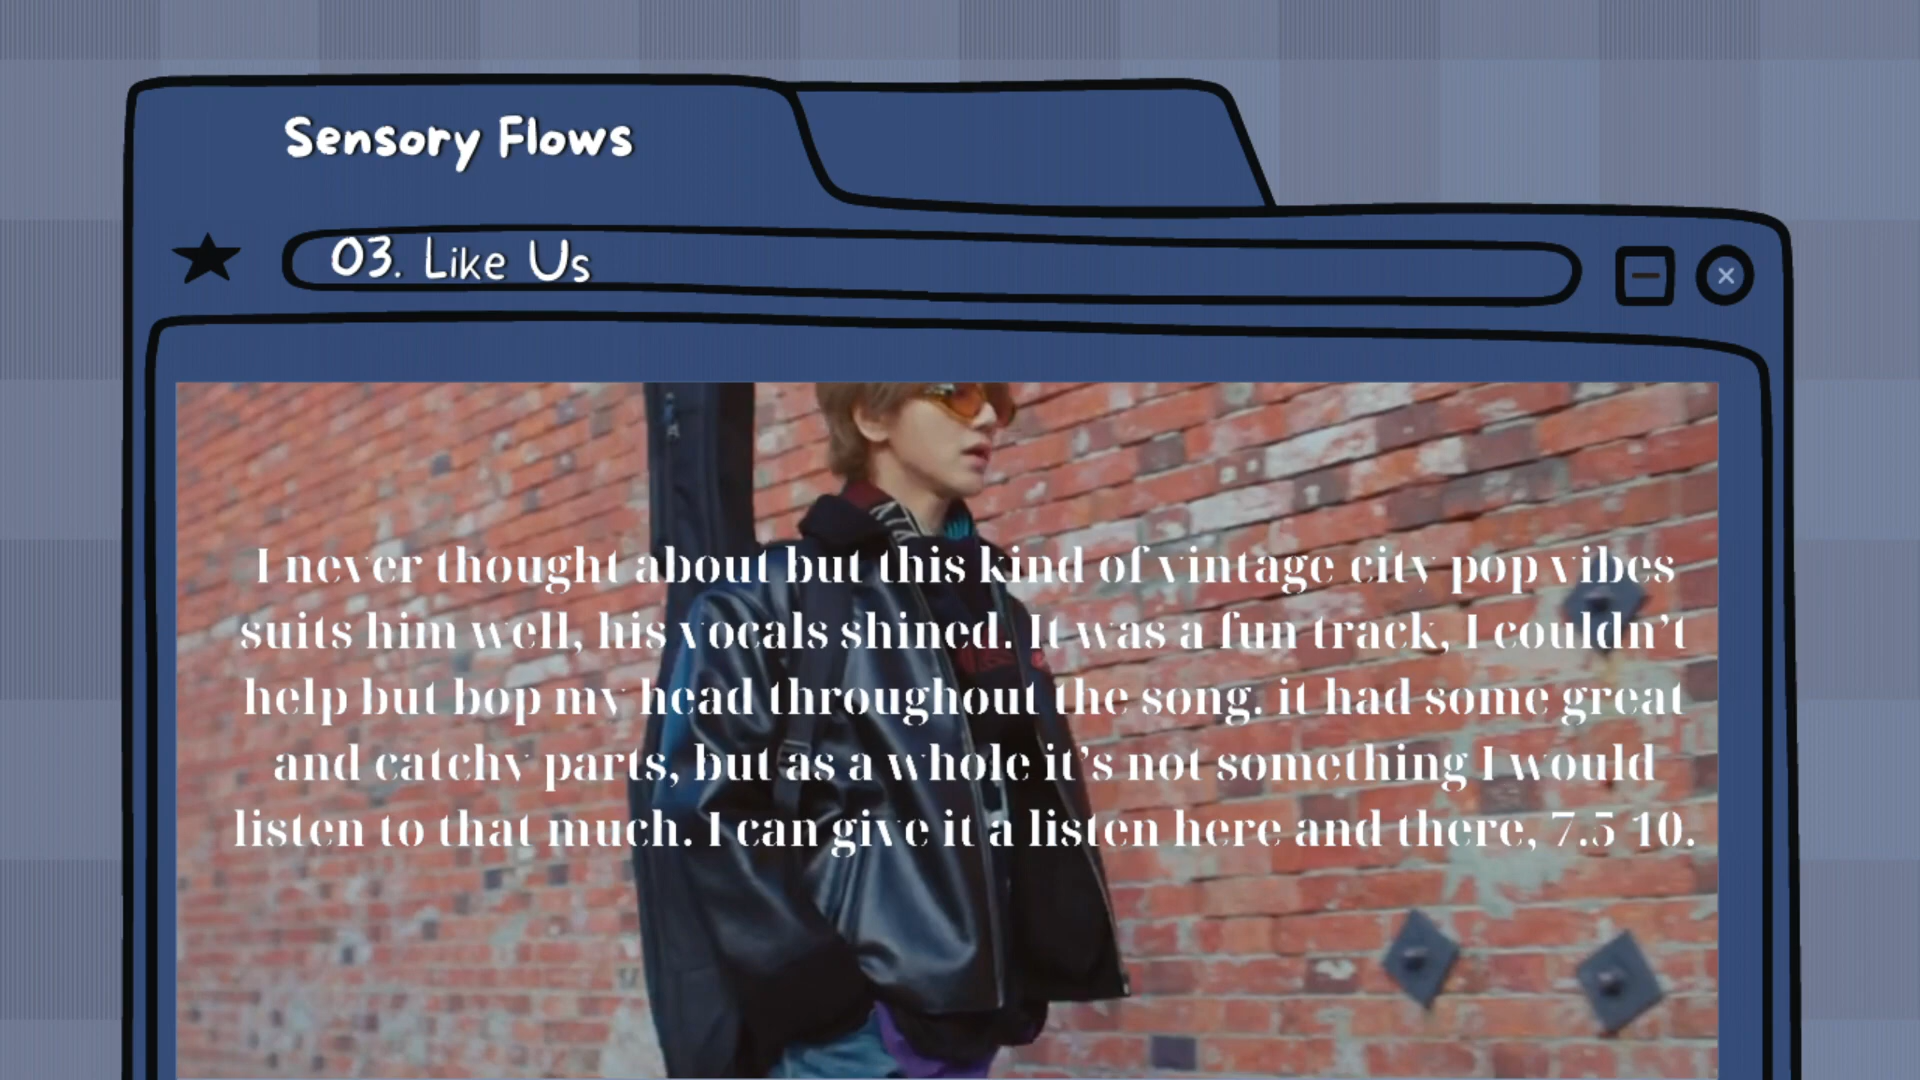 Sensory Flows
03. Like Us
I never thought about but this kind of vintage city pop vibes
suits him well, his vocals shined. It was a fun track, I couldn't
help but bop my head throughout the song. it had some great
and catchy parts, but as a whole it's not something I would
listen to that much. I can give it a listen here and there, 7.5 10.